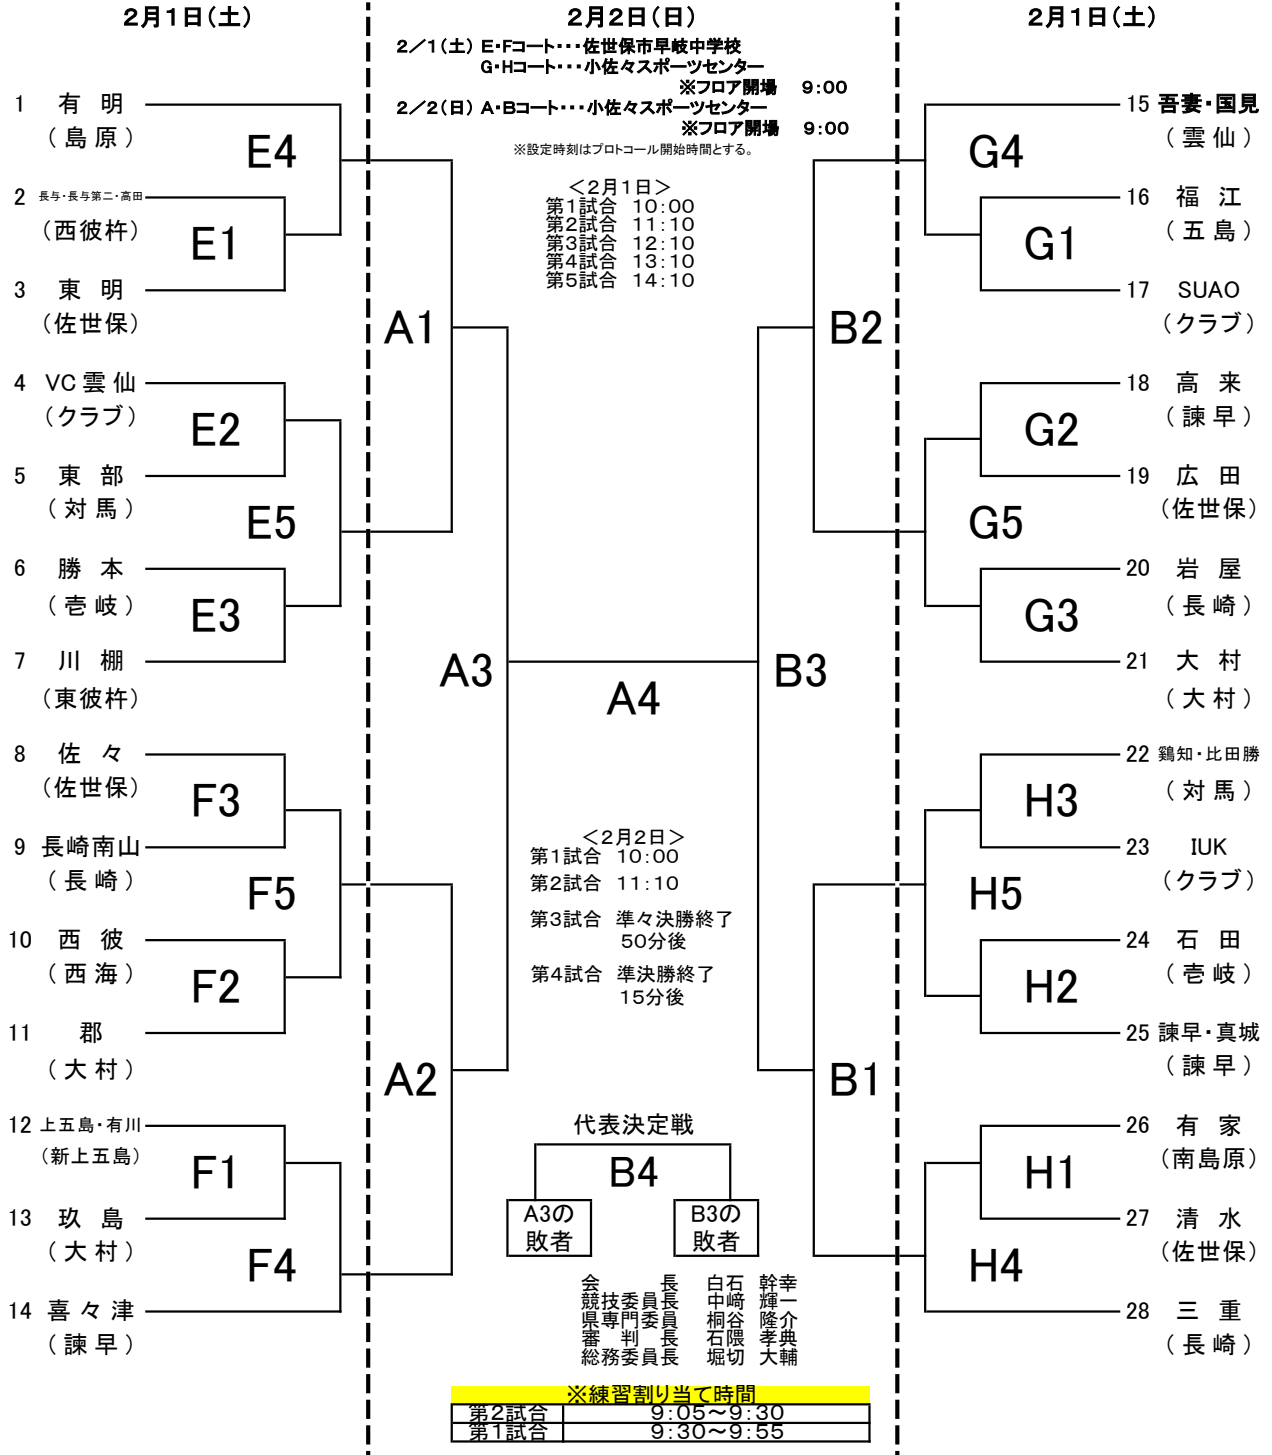 2月1日(土)
2月2日(日)
2月1日(土)
2/1(土) E・Fコート・・・佐世保市早岐中学校
G・Hコート・・・小佐々スポーツセンター
※フロア開場 9:00
2/2(日) A・Bコート・・・小佐々スポーツセンター
※フロア開場 9:00
※設定時刻はプロトコール開始時間とする。
<2月1日>
第1試合 10:00
第2試合 11:10
第3試合 12:10
第4試合 13:10
第5試合 14:10
1 有明
(島原)
2 長与・長与第二・高田
(西彼杵)
3 東明
(佐世保)
4 VC雲仙
(クラブ)
5 東部
(対馬)
6 勝本
(壱岐)
7 川棚
(東彼杵)
8 佐々
(佐世保)
9 長崎南山
(長崎)
10 西彼
(西海)
11 郡
(大村)
12 上五島・有川
(新上五島)
13 玖島
(大村)
14 喜々津
(諫早)
E4
E1
E2
E5
E3
F3
F5
F2
F1
F4
A1
A3
A2
A4
B2
B3
B1
G4
G1
G2
G5
G3
H3
H5
H2
H1
H4
15 吾妻・国見
(雲仙)
16 福江
(五島)
17 SUAO
(クラブ)
18 高来
(諫早)
19 広田
(佐世保)
20 岩屋
(長崎)
21 大村
(大村)
22 鷄知・比田勝
(対馬)
23 IUK
(クラブ)
24 石田
(壱岐)
25 諫早・真城
(諫早)
26 有家
(南島原)
27 清水
(佐世保)
28 三重
(長崎)
<2月2日>
第1試合 10:00
第2試合 11:10
第3試合 準々決勝終了
50分後
第4試合 準決勝終了
15分後
代表決定戦
B4
A3の
敗者
B3の
敗者
会長 白石 幹幸
競技委員長 中﨑 輝一
県専門委員 桐谷 隆介
審判長 石隈 孝典
総務委員長 堀切 大輔
※練習割り当て時間
第2試合 9:05~9:30
第1試合 9:30~9:55